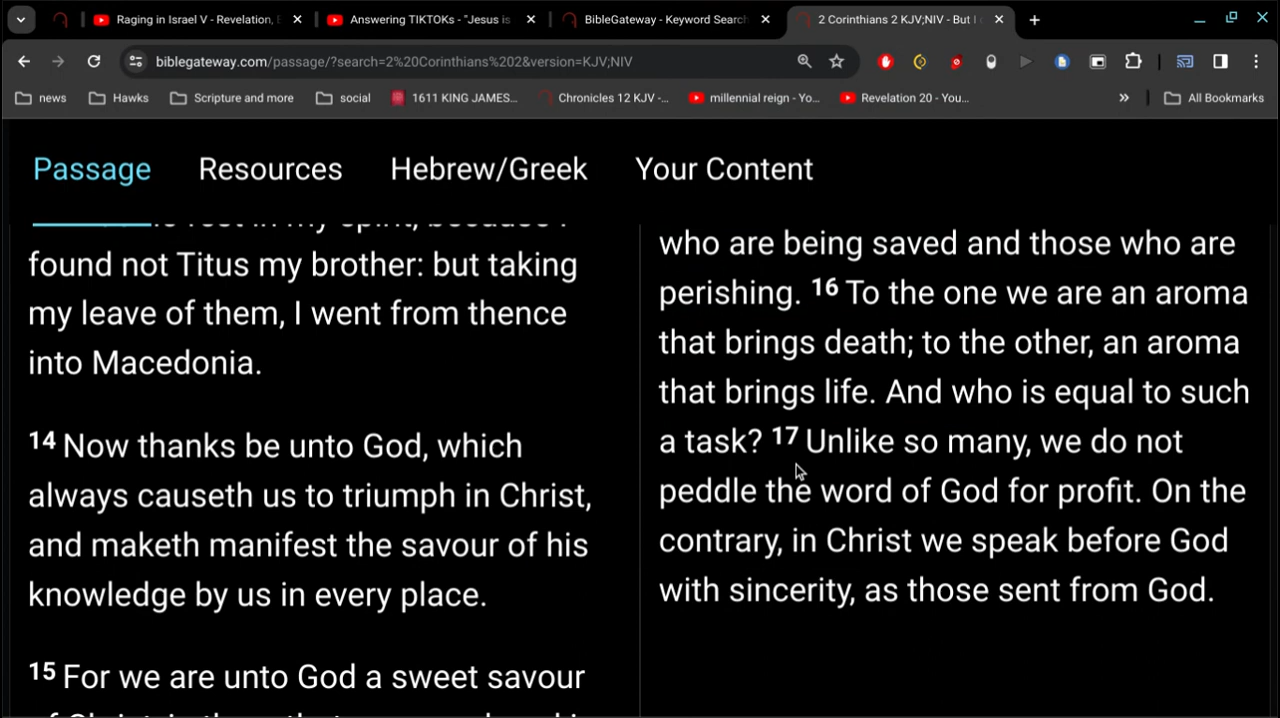 Raging in Israel V - Revelation,
Answering TIKTOKs - "Jesus is
BibleGateway - Keyword Search
2 Corinthians 2 KJV;NIV - But I
biblegateway.com/passage/?search=2%20Corinthians%202&version=KJV;NIV
news
Hawks
Scripture and more
social
1611 KING JAMES...
Chronicles 12 KJV -...
millennial reign - Yo...
Revelation 20 - You...
»
All Bookmarks
Passage
Resources
Hebrew/Greek
Your Content
rest in my spirit, because I
found not Titus my brother: but taking
my leave of them, I went from thence
into Macedonia.
14 Now thanks be unto God, which
always causeth us to triumph in Christ,
and maketh manifest the savour of his
knowledge by us in every place.
15 For we are unto God a sweet savour
who are being saved and those who are
perishing. 16 To the one we are an aroma
that brings death; to the other, an aroma
that brings life. And who is equal to such
a task? 17 Unlike so many, we do not
peddle the word of God for profit. On the
contrary, in Christ we speak before God
with sincerity, as those sent from God.